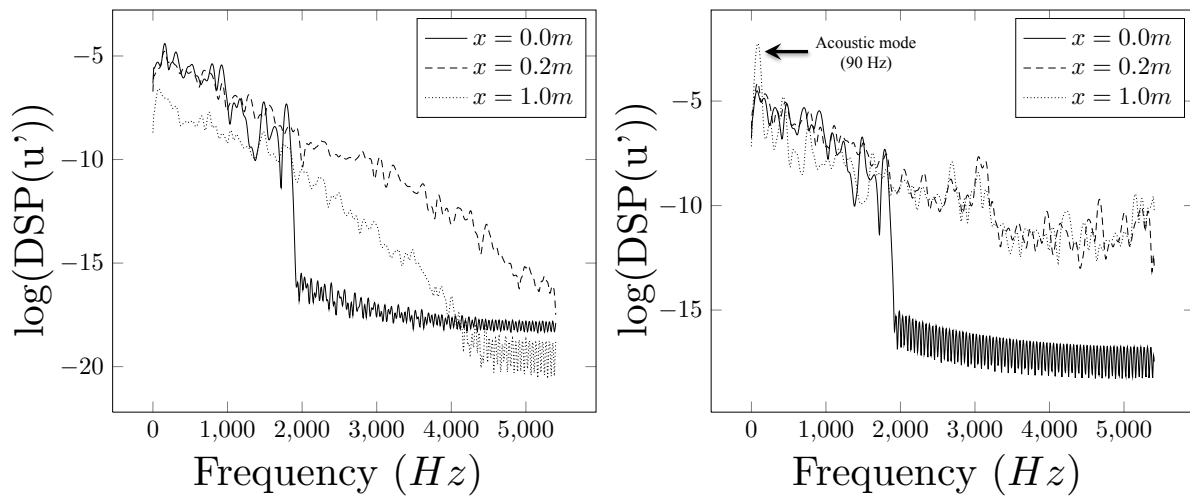 −5
−10
−15
−20
0
1,000
2,000
3,000
4,000
5,000
Frequency (Hz)
log(DSP(u’))
x = 0.0m
x = 0.2m
x = 1.0m
−5
−10
−15
0
1,000
2,000
3,000
4,000
5,000
Frequency (Hz)
log(DSP(u’))
Acoustic mode
(90 Hz)
x = 0.0m
x = 0.2m
x = 1.0m